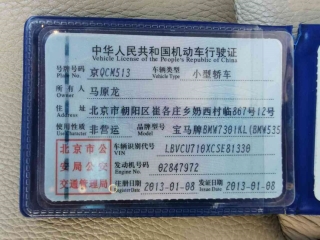 中华人民共和国机动车行驶证
Vehicle License of the People's Republic of China
号牌号码 京QCM513 车辆类型 小型轿车
Plate No. Vehicle Type
所有人 马原龙
Owner
住址 北京市朝阳区崔各庄乡奶西村临867号12号
Address
使用性质 非营运 品牌型号 宝马牌BMW7301KL(BMW535
Use Character Model
北京市公安局公安交通管理局
车辆识别代号 LBVCU710XCSE81330
VIN
发动机号码 02847972
Engine No.
注册日期 2013-01-08 发证日期 2013-01-08
Register Date Issue Date